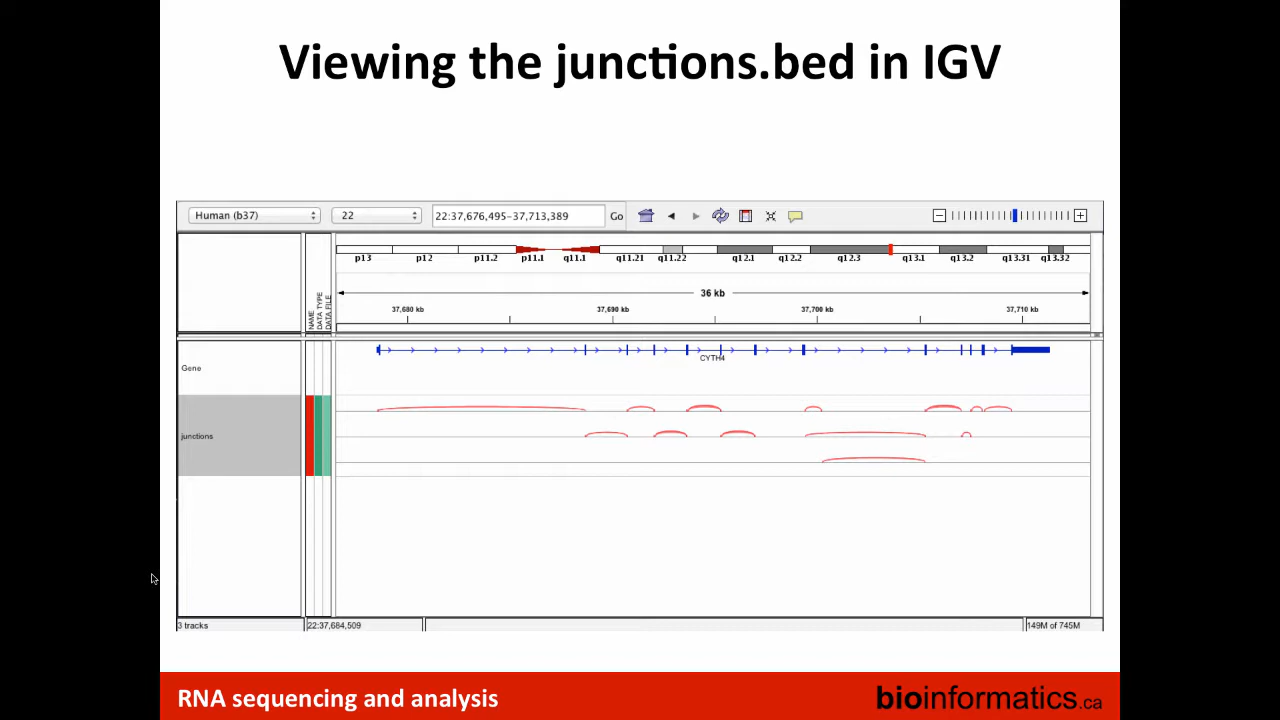 Viewing the junctions.bed in IGV
Human (b37) 22 22:37,676,495-37,713,389 Go
p13 p12 p11.2 p11.1 q11.1 q11.21 q11.22 q12.1 q12.2 q12.3 q13.1 q13.2 q13.31 q13.32
36 kb
NAME
DATA TYPE
DATA FILE
37,680 kb 37,690 kb 37,700 kb 37,710 kb
CYTH4
Gene
junctions
3 tracks 22:37,684,509 149M of 745M
RNA sequencing and analysis bioinformatics.ca